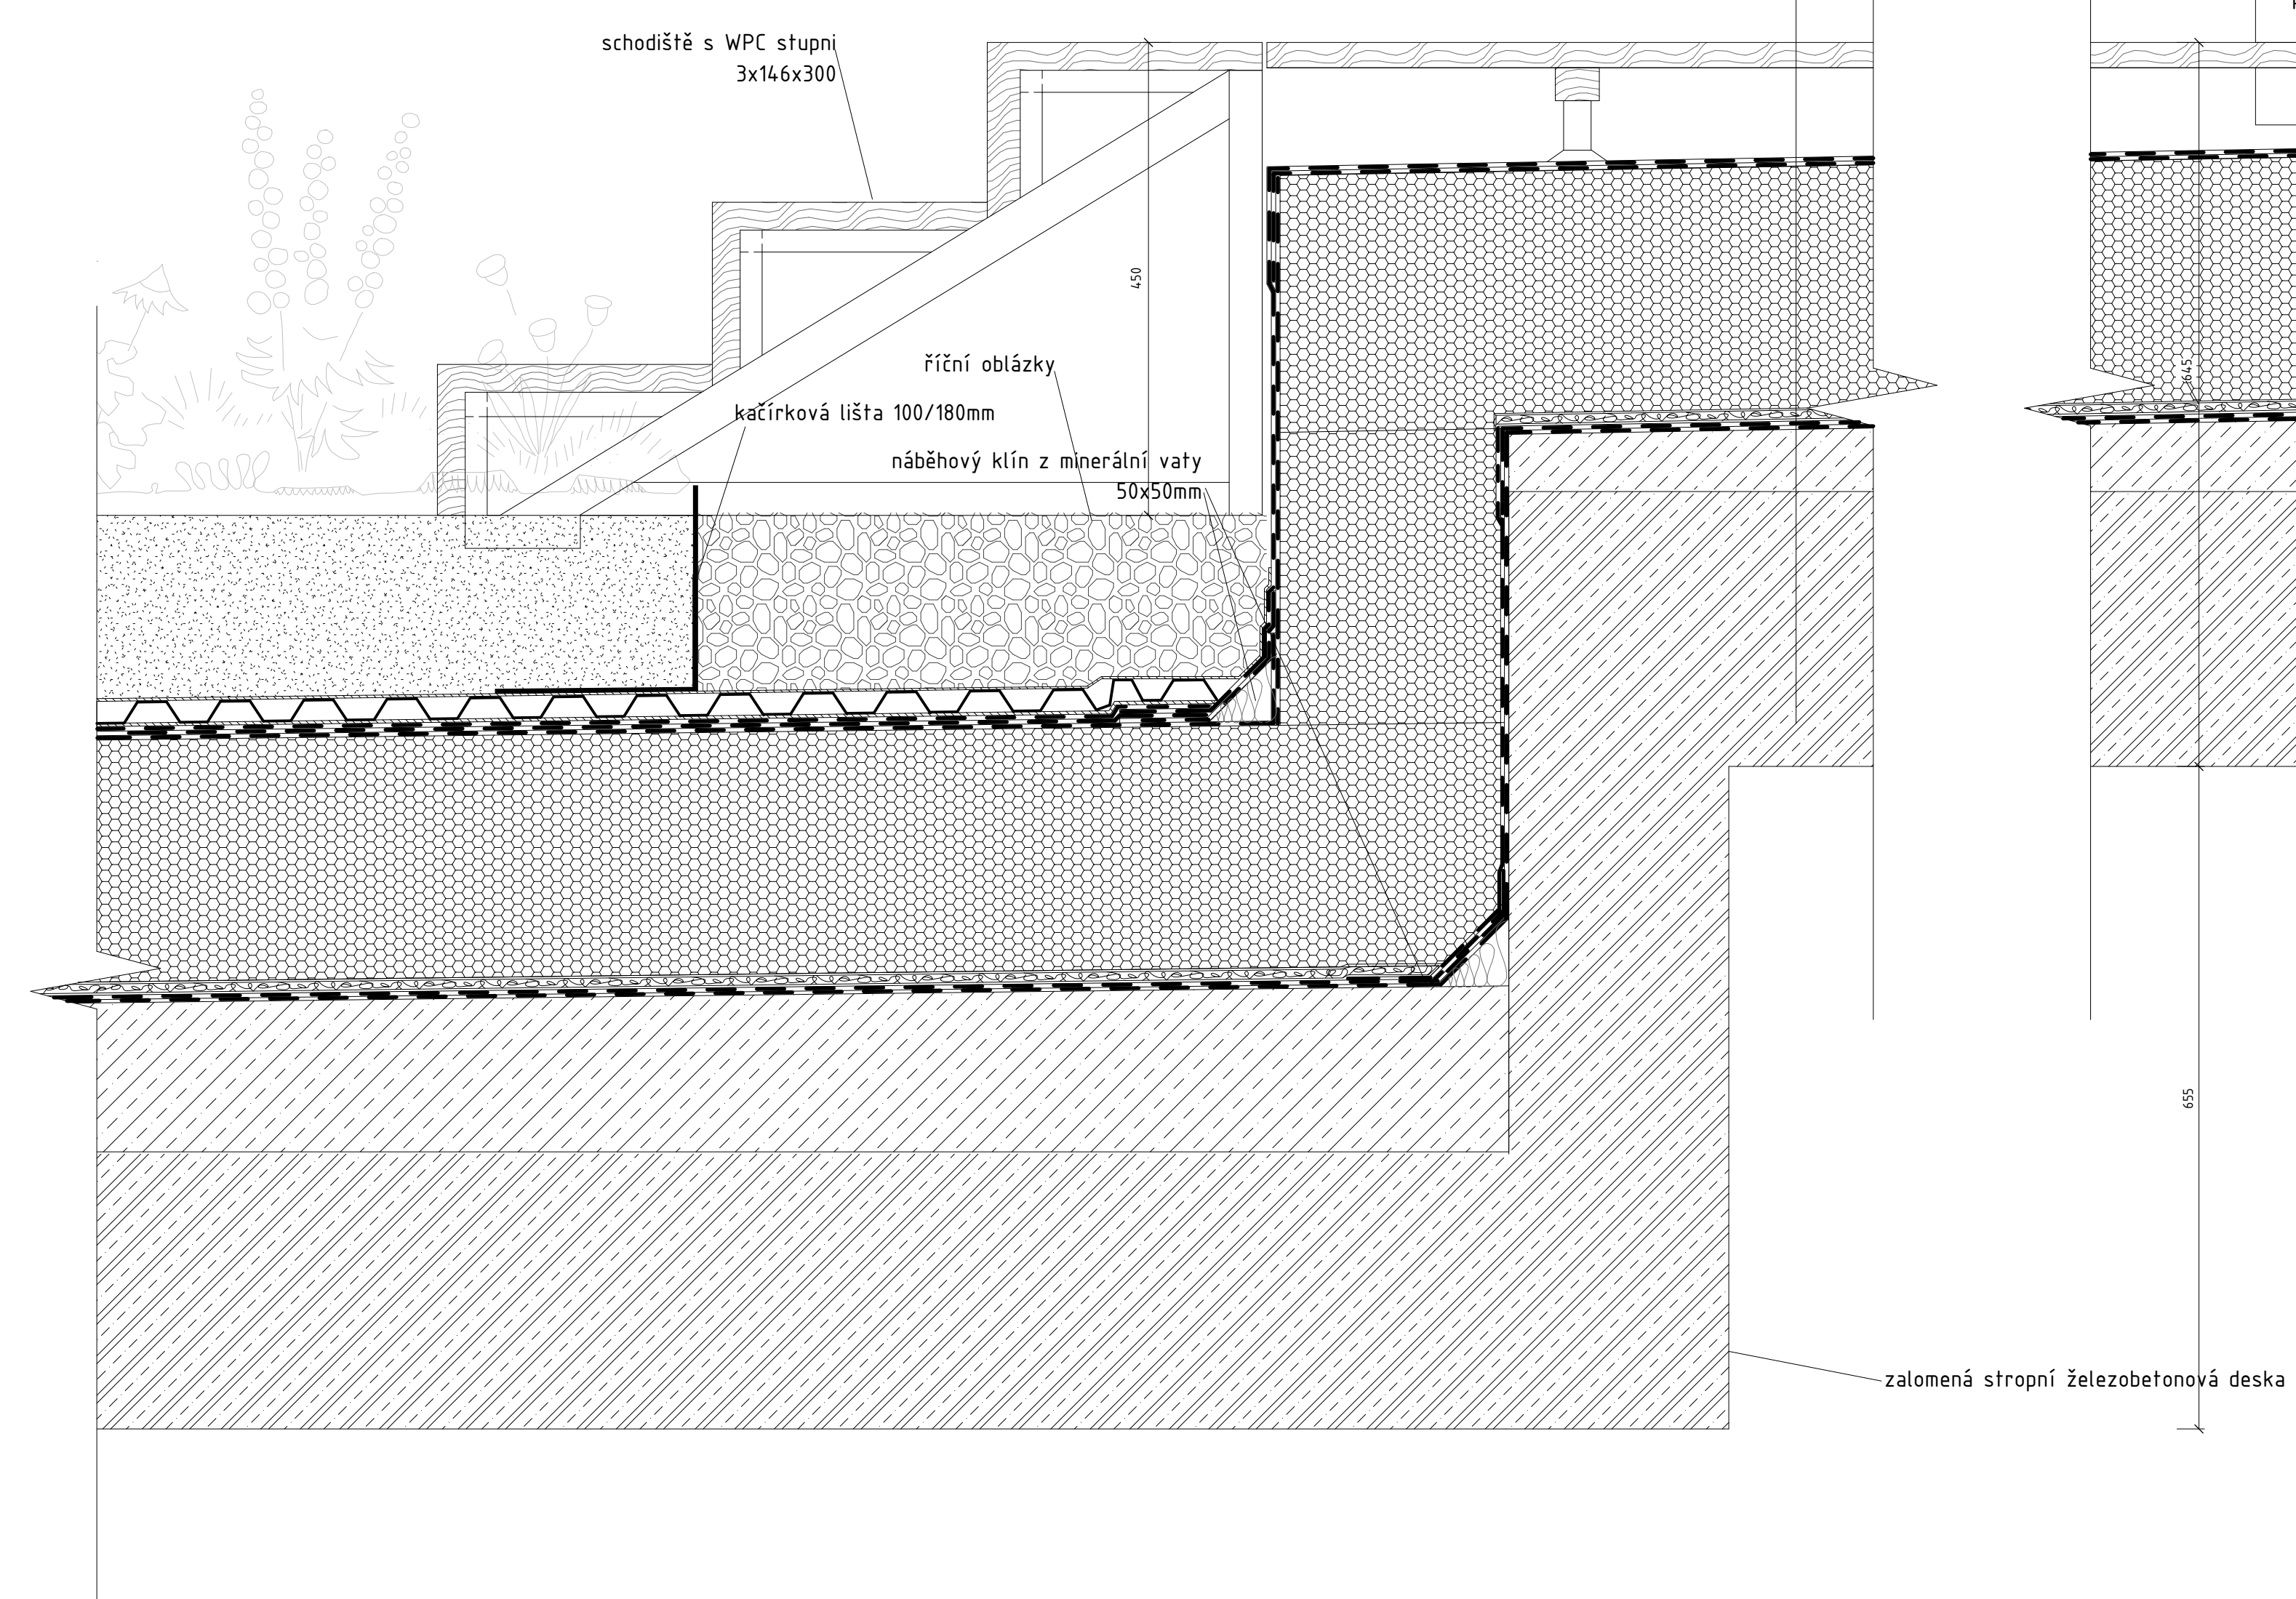 schodiště s WPC stupni
3x146x300
450
říční oblázky
kačírková lišta 100/180mm
náběhový klín z minerální vaty
50x50mm
645
655
zalomená stropní železobetonová deska